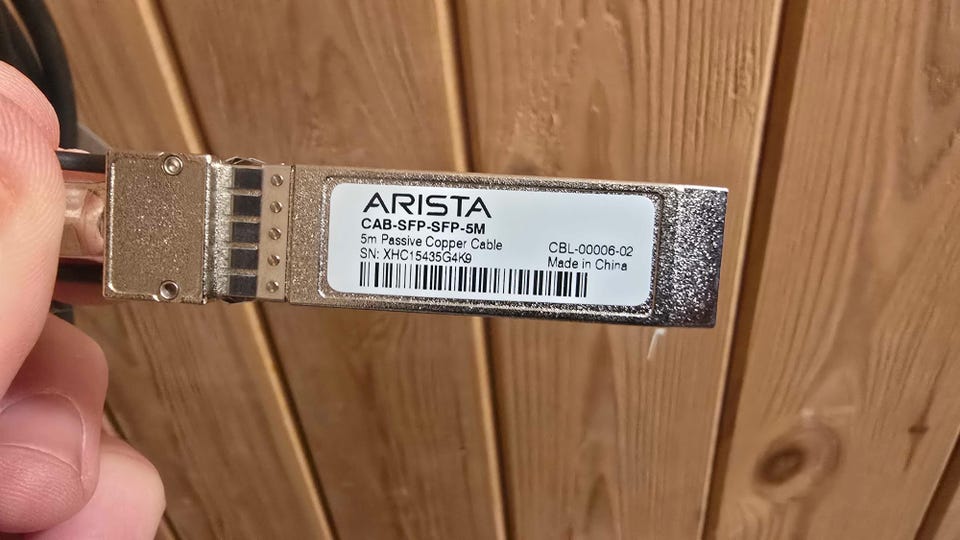 ARISTA
CAB-SFP-SFP-5M
5m Passive Copper Cable
SN: XHC15435G4K9
CBL-00006-02
Made in China